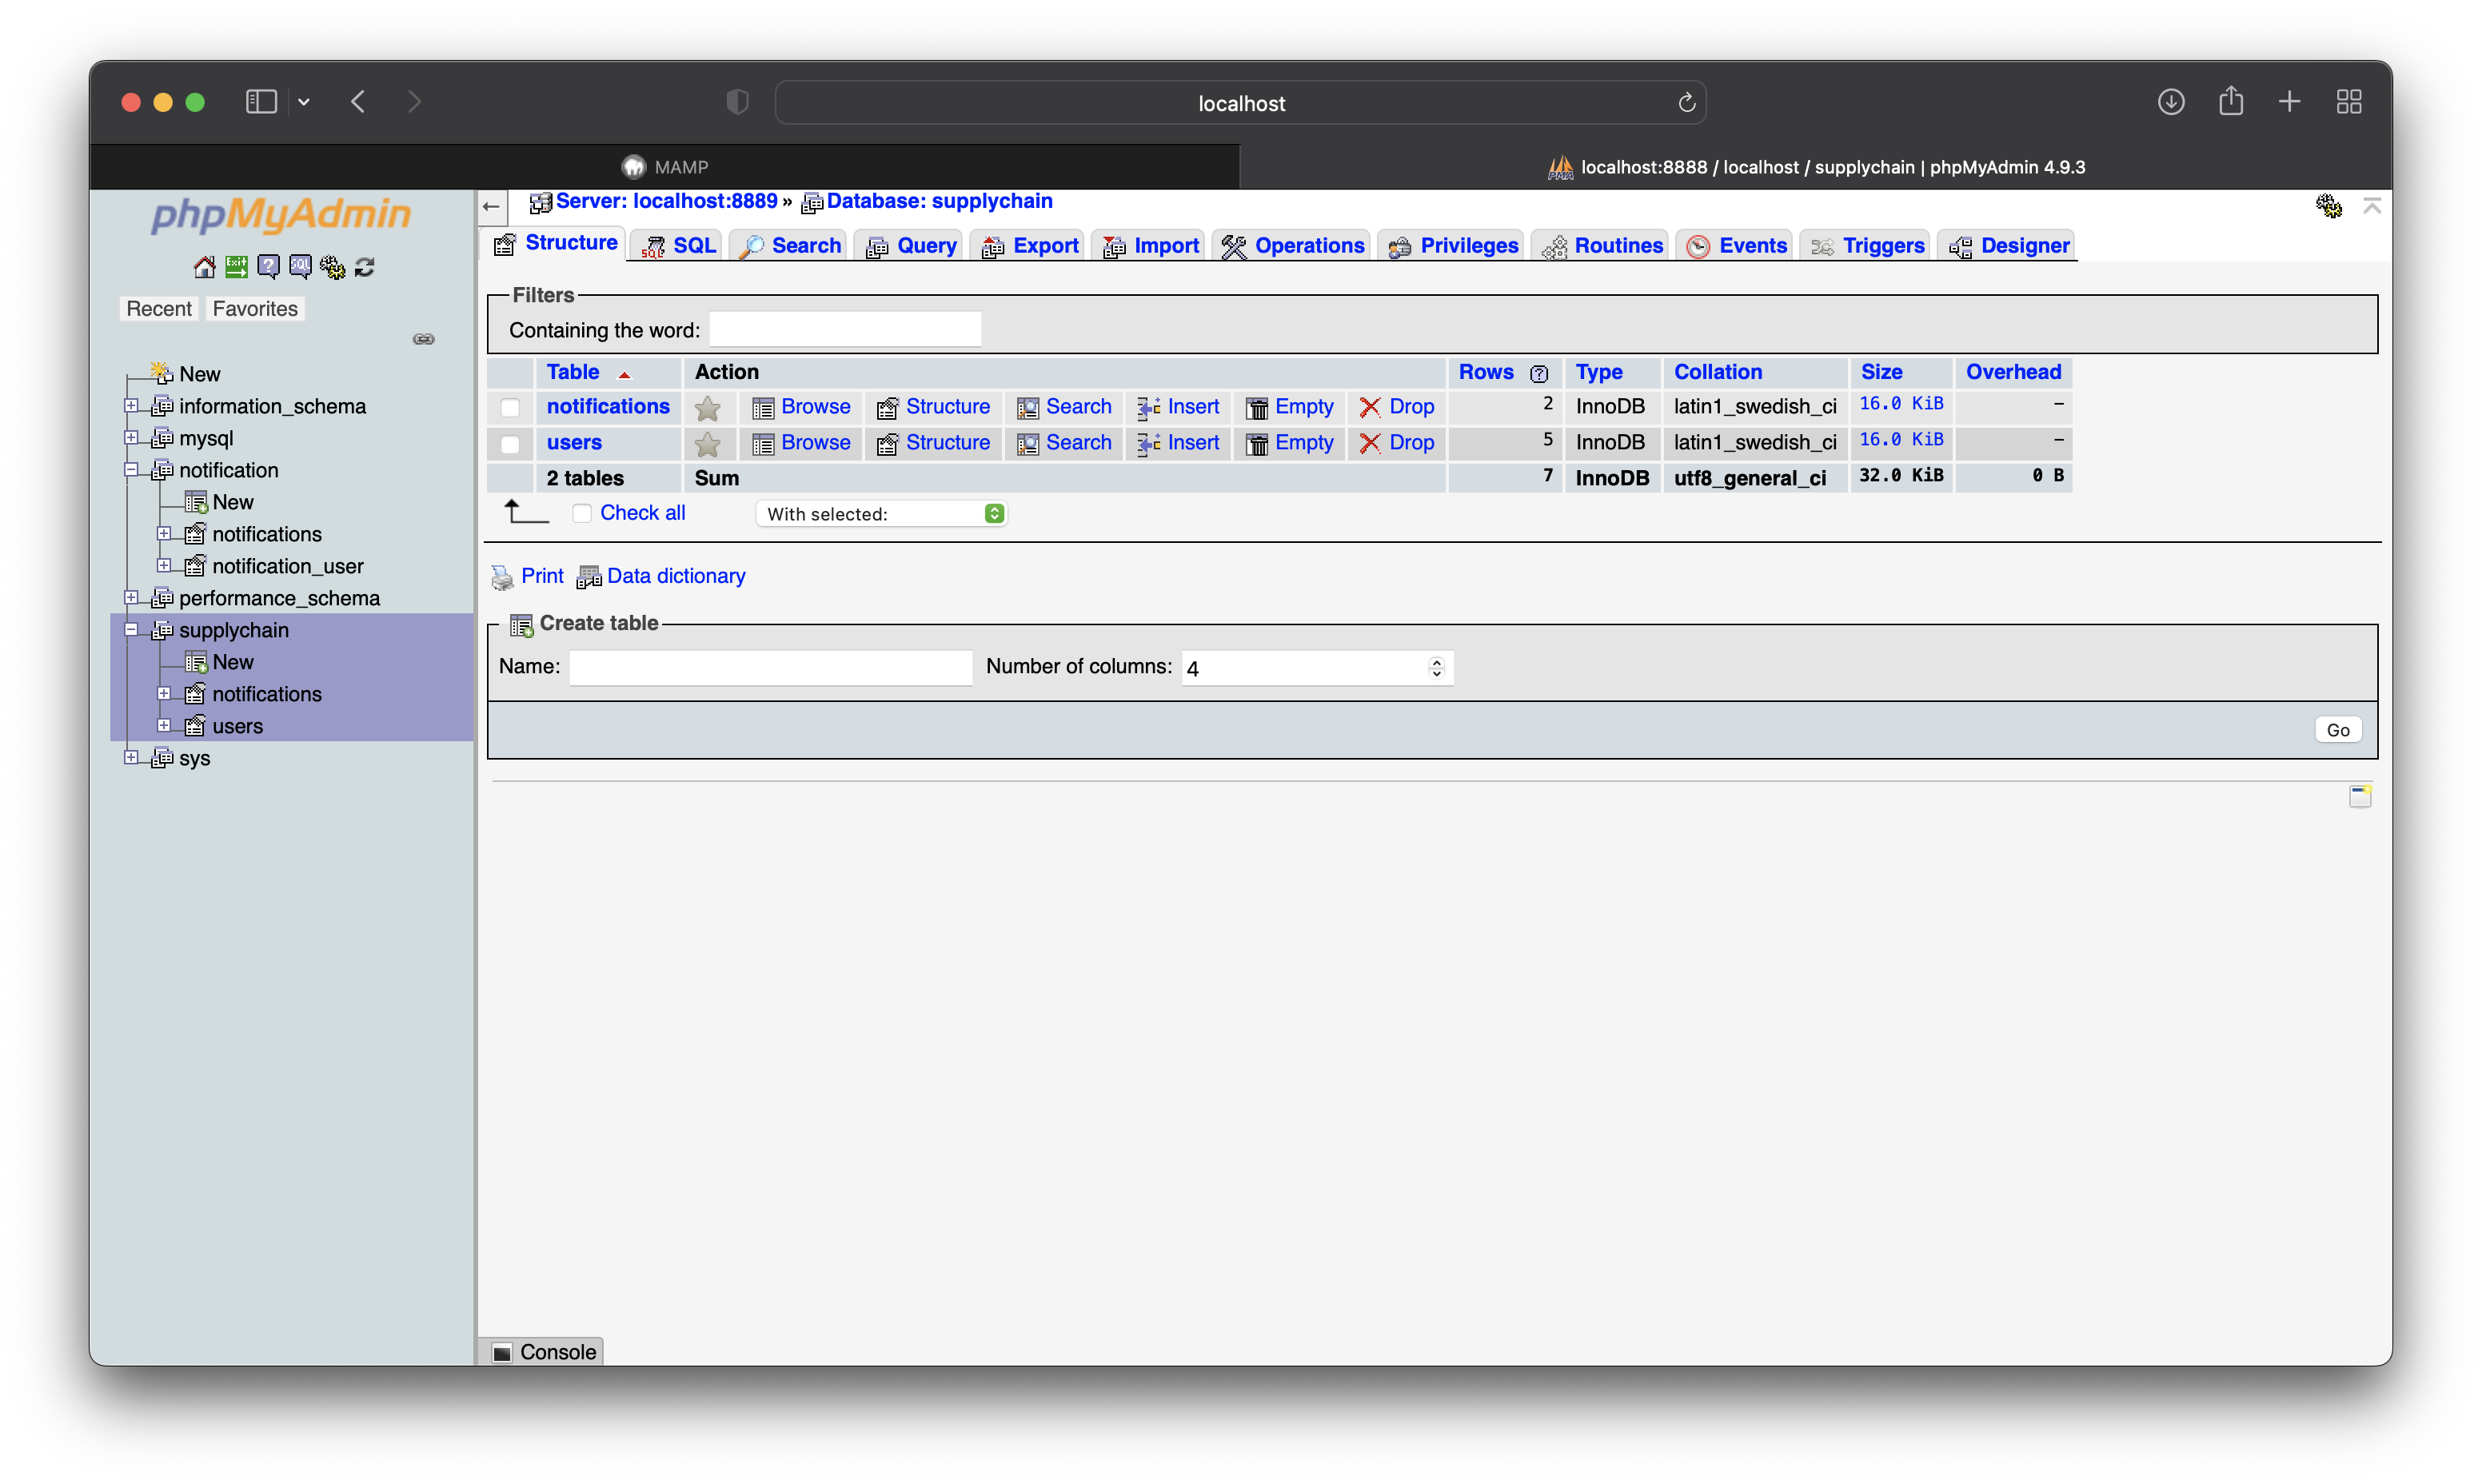 localhost
MAMP
localhost:8888 / localhost / supplychain | phpMyAdmin 4.9.3
phpMyAdmin
Recent Favorites
New
information_schema
mysql
notification
New
notifications
notification_user
performance_schema
supplychain
New
notifications
users
sys
Server: localhost:8889 » Database: supplychain
Structure SQL Search Query Export Import Operations Privileges Routines Events Triggers Designer
Filters
Containing the word:
Table Action Rows Type Collation Size Overhead
notifications Browse Structure Search Insert Empty Drop 2 InnoDB latin1_swedish_ci 16.0 KiB –
users Browse Structure Search Insert Empty Drop 5 InnoDB latin1_swedish_ci 16.0 KiB –
2 tables Sum 7 InnoDB utf8_general_ci 32.0 KiB 0 B
Check all With selected:
Print Data dictionary
Create table
Name: Number of columns: 4
Go
Console